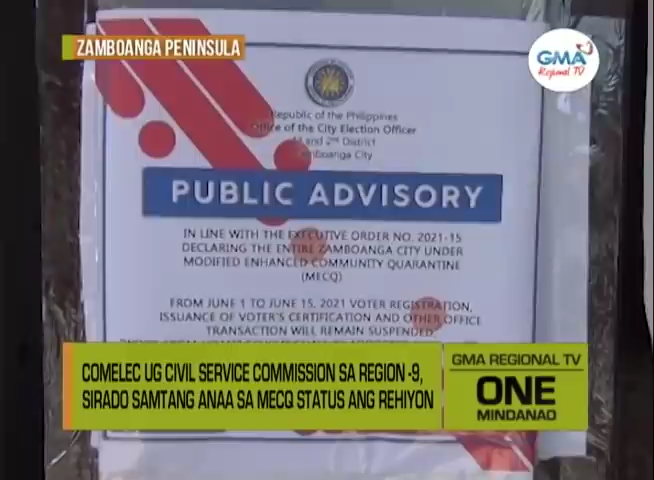 ZAMBOANGA PENINSULA
GMA
Regional TV
Republic of the Philippines
Office of the City Election Officer
and 2nd District
Zamboanga City
PUBLIC ADVISORY
IN LINE WITH THE EXECUTIVE ORDER NO. 2021-15
DECLARING THE ENTIRE ZAMBOANGA CITY UNDER
MODIFIED ENHANCED COMMUNITY QUARANTINE
(MECQ)
FROM JUNE 1 TO JUNE 15, 2021 VOTER REGISTRATION,
ISSUANCE OF VOTER'S CERTIFICATION AND OTHER OFFICE
TRANSACTION WILL REMAIN SUSPENDED.
COMELEC UG CIVIL SERVICE COMMISSION SA REGION -9,
SIRADO SAMTANG ANAA SA MECQ STATUS ANG REHIYON
GMA REGIONAL TV
ONE
MINDANAO